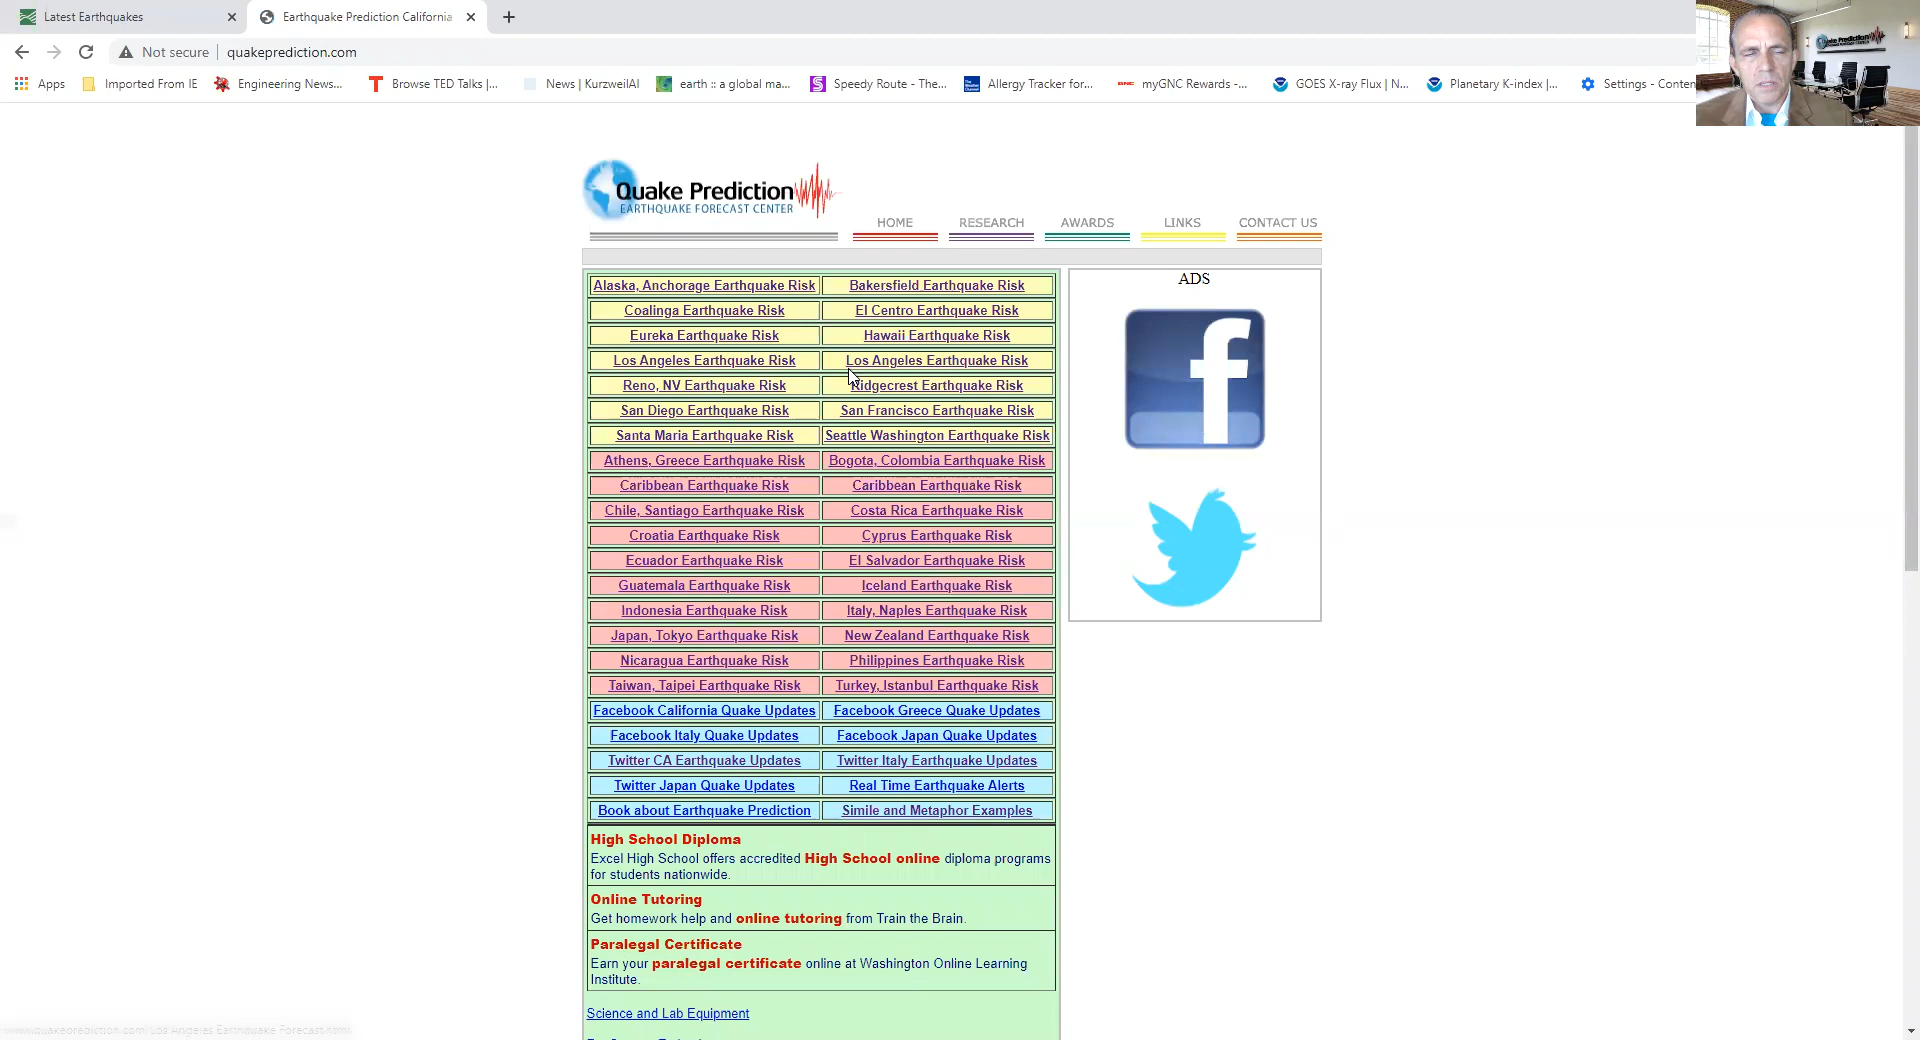 Latest Earthquakes
Earthquake Prediction California
Not secure
quakeprediction.com
Apps
Imported From IE
Engineering News...
Browse TED Talks |...
News | KurzweilAI
earth :: a global ma...
Speedy Route - The...
Allergy Tracker for...
myGNC Rewards -...
GOES X-ray Flux | N...
Planetary K-index |...
Settings - Conten
Quake Prediction
Quake Prediction
EARTHQUAKE FORECAST CENTER
HOME
RESEARCH
AWARDS
LINKS
CONTACT US
Alaska, Anchorage Earthquake Risk
Bakersfield Earthquake Risk
Coalinga Earthquake Risk
El Centro Earthquake Risk
Eureka Earthquake Risk
Hawaii Earthquake Risk
Los Angeles Earthquake Risk
Los Angeles Earthquake Risk
Reno, NV Earthquake Risk
Ridgecrest Earthquake Risk
San Diego Earthquake Risk
San Francisco Earthquake Risk
Santa Maria Earthquake Risk
Seattle Washington Earthquake Risk
Athens, Greece Earthquake Risk
Bogota, Colombia Earthquake Risk
Caribbean Earthquake Risk
Caribbean Earthquake Risk
Chile, Santiago Earthquake Risk
Costa Rica Earthquake Risk
Croatia Earthquake Risk
Cyprus Earthquake Risk
Ecuador Earthquake Risk
El Salvador Earthquake Risk
Guatemala Earthquake Risk
Iceland Earthquake Risk
Indonesia Earthquake Risk
Italy, Naples Earthquake Risk
Japan, Tokyo Earthquake Risk
New Zealand Earthquake Risk
Nicaragua Earthquake Risk
Philippines Earthquake Risk
Taiwan, Taipei Earthquake Risk
Turkey, Istanbul Earthquake Risk
Facebook California Quake Updates
Facebook Greece Quake Updates
Facebook Italy Quake Updates
Facebook Japan Quake Updates
Twitter CA Earthquake Updates
Twitter Italy Earthquake Updates
Twitter Japan Quake Updates
Real Time Earthquake Alerts
Book about Earthquake Prediction
Simile and Metaphor Examples
High School Diploma
Excel High School offers accredited High School online diploma programs
for students nationwide.
Online Tutoring
Get homework help and online tutoring from Train the Brain.
Paralegal Certificate
Earn your paralegal certificate online at Washington Online Learning
Institute.
Science and Lab Equipment
ADS
f
www.quakeprediction.com/Los Angeles Earthquake Forecast.html